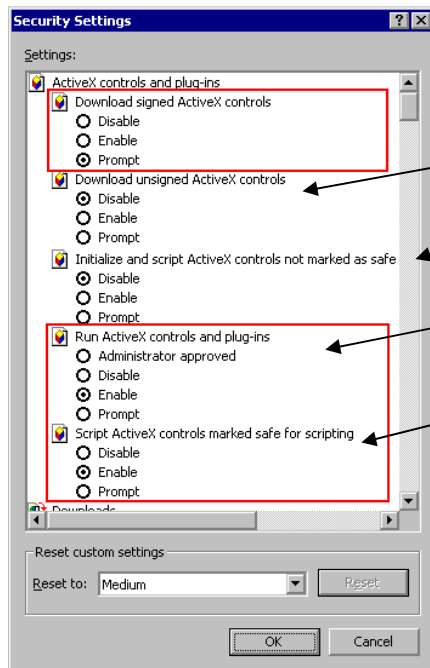 Security Settings
Settings:
ActiveX controls and plug-ins
Download signed ActiveX controls
Disable
Enable
Prompt
Download unsigned ActiveX controls
Disable
Enable
Prompt
Initialize and script ActiveX controls not marked as safe
Disable
Enable
Prompt
Run ActiveX controls and plug-ins
Administrator approved
Disable
Enable
Prompt
Script ActiveX controls marked safe for scripting
Disable
Enable
Prompt
Downloads
Reset custom settings
Reset to: Medium Reset
OK Cancel